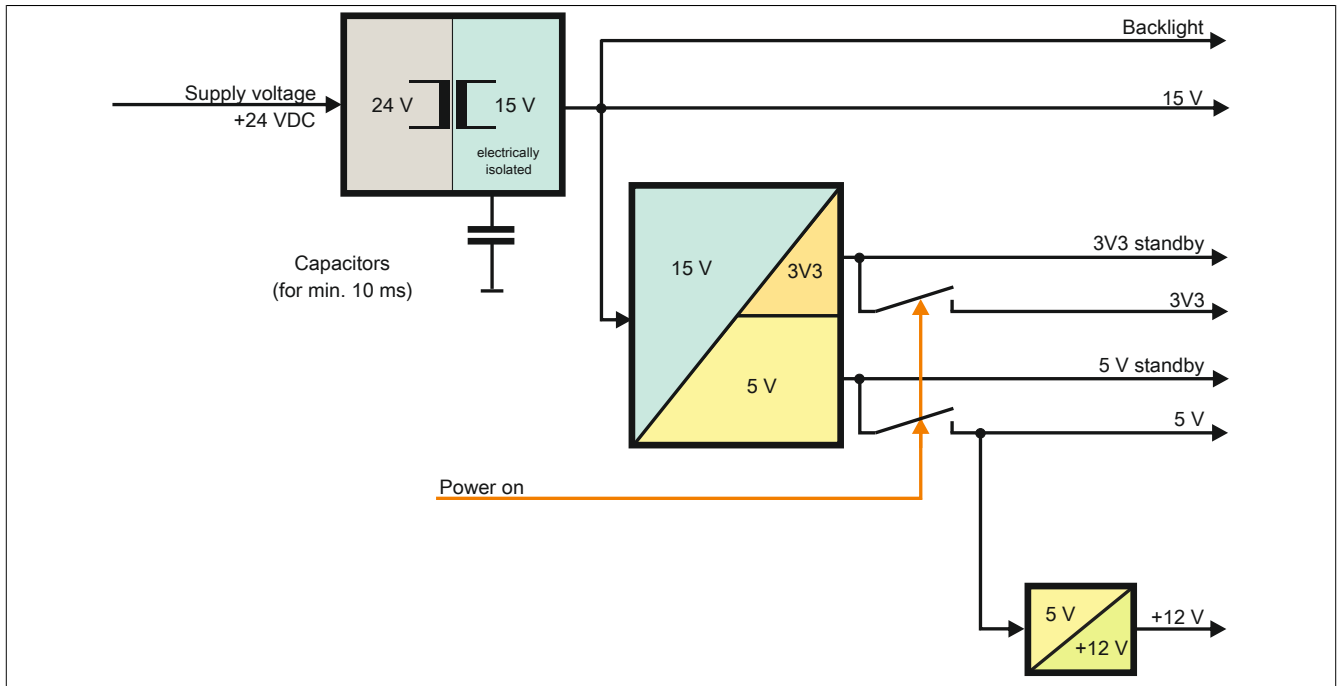 Backlight
Supply voltage
+24 VDC
24 V
15 V
15 V
electrically
isolated
Capacitors
(for min. 10 ms)
15 V
3V3
3V3 standby
3V3
5 V
5 V standby
5 V
Power on
5 V
+12 V
+12 V